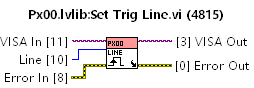 Px00.lvlib:Set Trig Line.vi (4815)
VISA In [11]
PX00
[3] VISA Out
Line [10]
LINE
Error In [8]
[0] Error Out